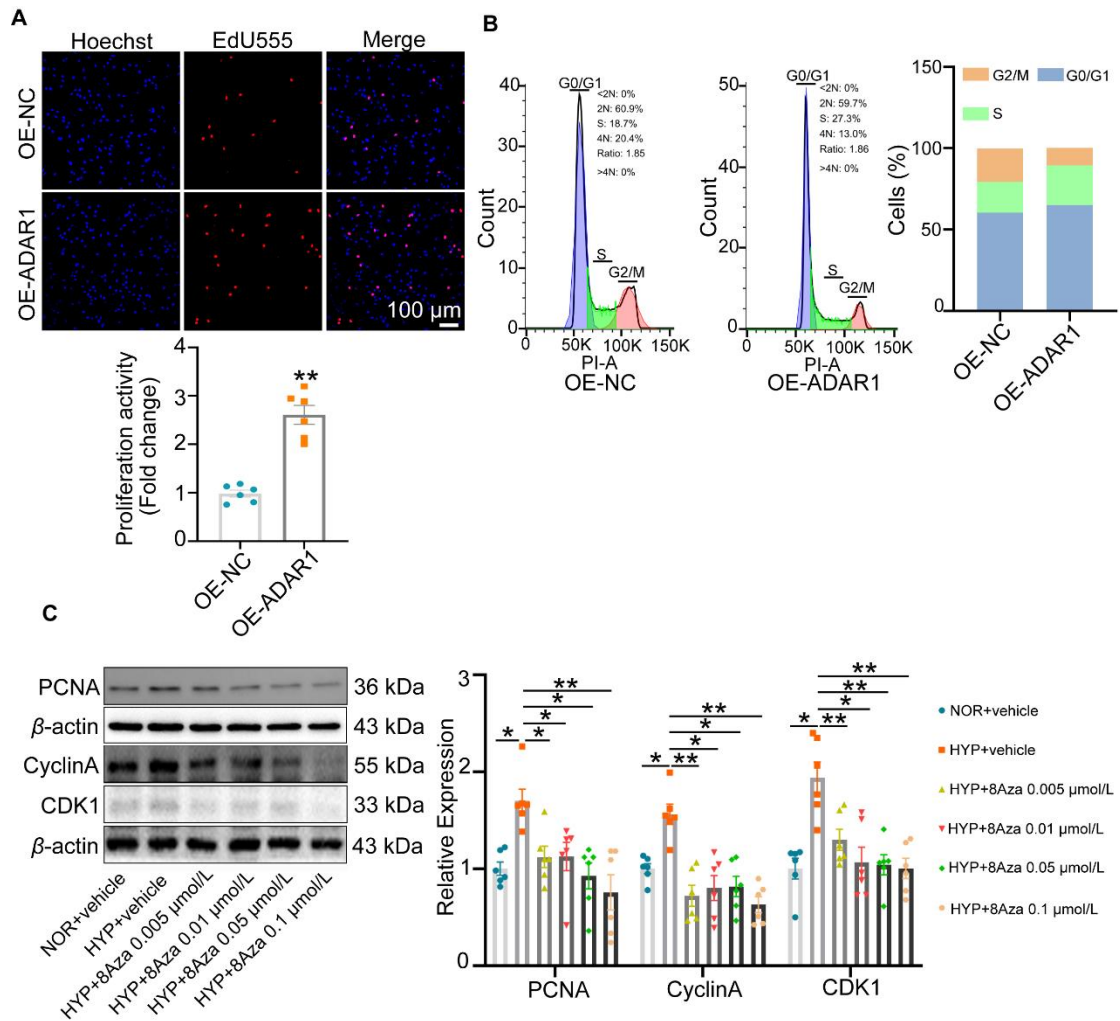 A
Hoechst
EdU555
Merge
OE-NC
OE-ADAR1
100 µm
Proliferation activity
(Fold change)
4
3
2
1
0
**
OE-NC
OE-ADAR1
B
Count
40
30
20
10
0
G0/G1
<2N: 0%
2N: 60.9%
S: 18.7%
4N: 20.4%
Ratio: 1.85
>4N: 0%
S
G2/M
0
50K
100K
150K
PI-A
OE-NC
Count
50
40
20
0
G0/G1
<2N: 0%
2N: 59.7%
S: 27.3%
4N: 13.0%
Ratio: 1.86
>4N: 0%
S
G2/M
0
50K
100K
150K
PI-A
OE-ADAR1
Cells (%)
150
100
50
0
G2/M
G0/G1
S
OE-NC
OE-ADAR1
C
PCNA
36 kDa
β-actin
43 kDa
CyclinA
55 kDa
CDK1
33 kDa
β-actin
43 kDa
NOR+vehicle
HYP+vehicle
HYP+8Aza 0.005 µmol/L
HYP+8Aza 0.01 µmol/L
HYP+8Aza 0.05 µmol/L
HYP+8Aza 0.1 µmol/L
Relative Expression
3
2
1
0
**
*
*
*
*
**
*
*
*
**
**
**
*
*
**
PCNA
CyclinA
CDK1
NOR+vehicle
HYP+vehicle
HYP+8Aza 0.005 µmol/L
HYP+8Aza 0.01 µmol/L
HYP+8Aza 0.05 µmol/L
HYP+8Aza 0.1 µmol/L